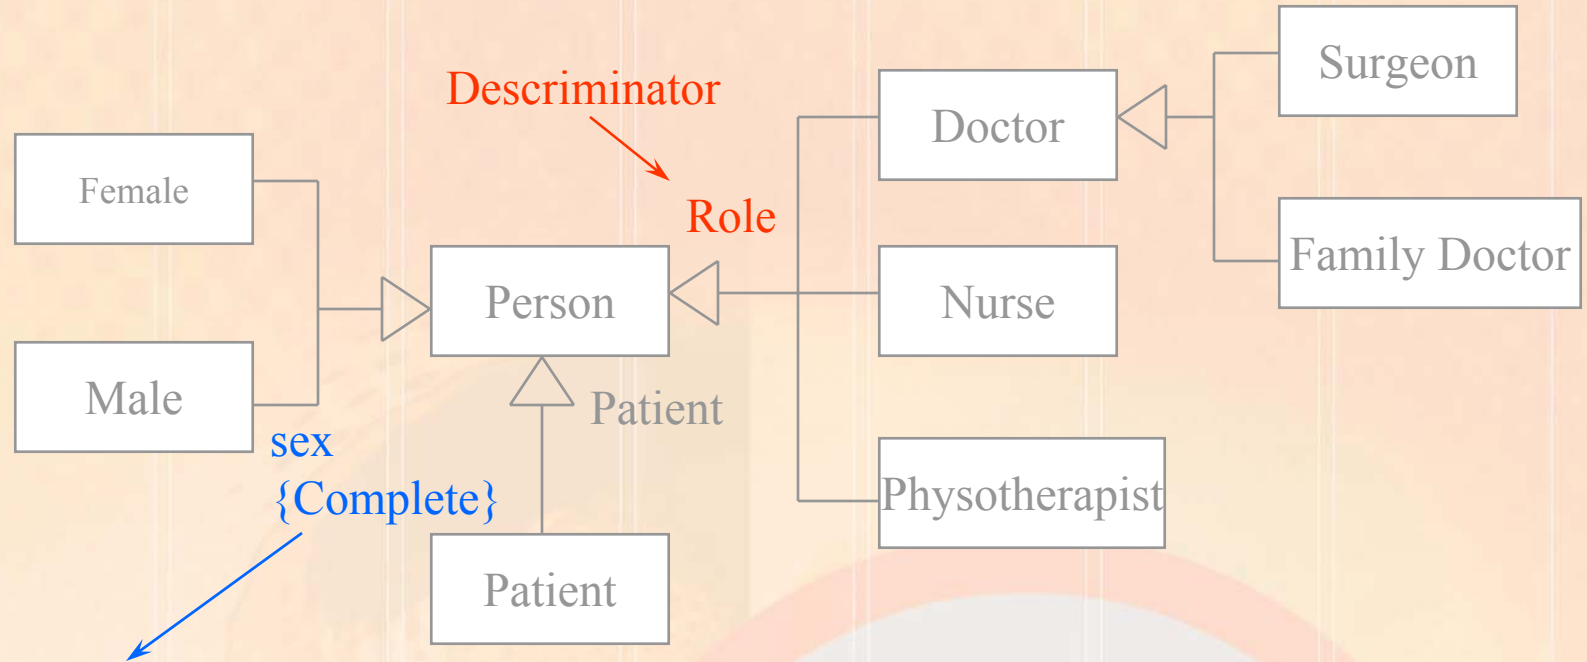 Surgeon
Descriminator
Doctor
Female
Role
Family Doctor
Person
Nurse
Male
Patient
sex
{Complete}
Physotherapist
Patient